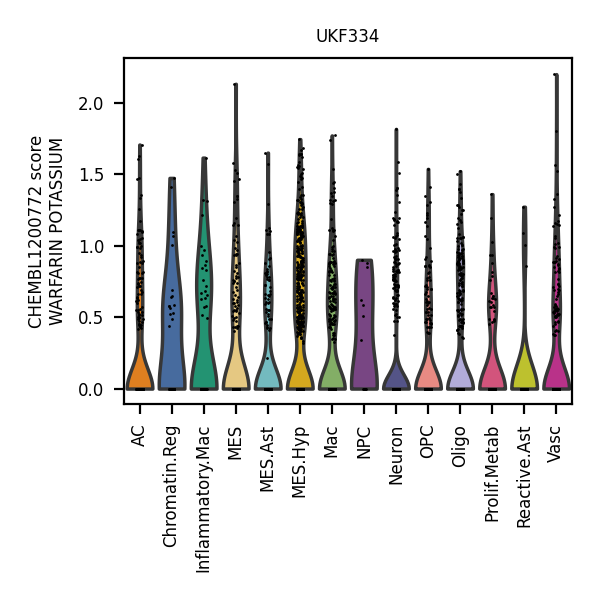 UKF334
CHEMBL1200772 score
WARFARIN POTASSIUM
2.0
1.5
1.0
0.5
0.0
AC
Chromatin.Reg
Inflammatory.Mac
MES
MES.Ast
MES.Hyp
Mac
NPC
Neuron
OPC
Oligo
Prolif.Metab
Reactive.Ast
Vasc